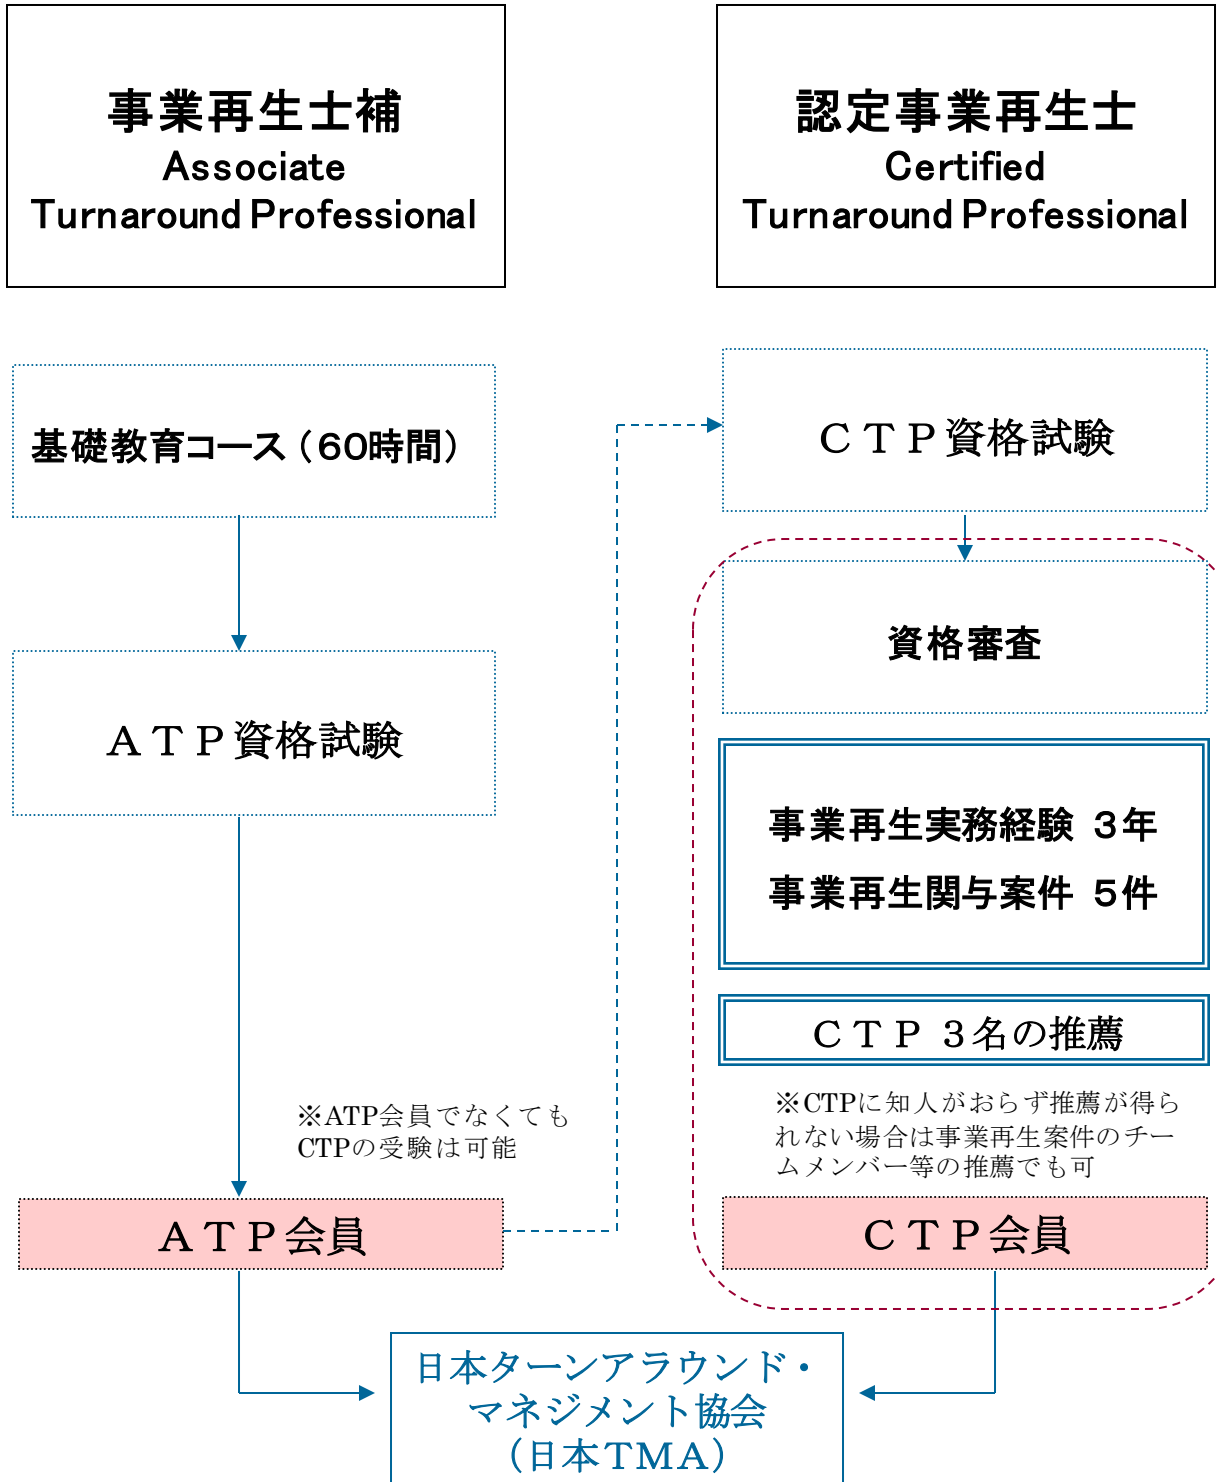 事業再生士補
Associate
Turnaround Professional
認定事業再生士
Certified
Turnaround Professional
基礎教育コース（60時間）
ＡＴＰ資格試験
※ATP会員でなくても
CTPの受験は可能
ＡＴＰ会員
ＣＴＰ資格試験
資格審査
事業再生実務経験 ３年
事業再生関与案件 ５件
ＣＴＰ ３名の推薦
※CTPに知人がおらず推薦が得ら
れない場合は事業再生案件のチー
ムメンバー等の推薦でも可
ＣＴＰ会員
日本ターンアラウンド・
マネジメント協会
（日本ＴＭＡ）